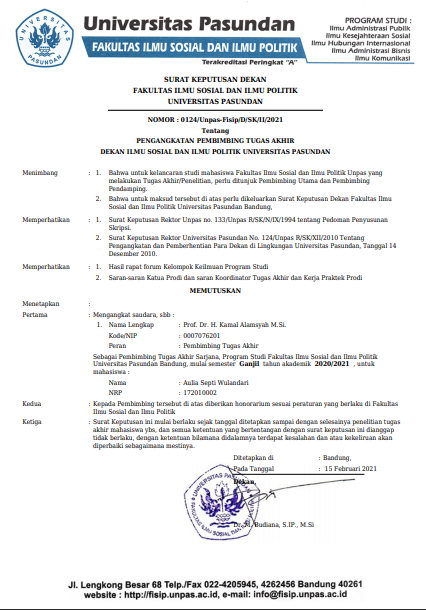 Universitas Pasundan
FAKULTAS ILMU SOSIAL DAN ILMU POLITIK
Terakreditasi Peringkat "A"
PROGRAM STUDI :
Ilmu Administrasi Publik
Ilmu Kesejahteraan Sosial
Ilmu Hubungan Internasional
Ilmu Administrasi Bisnis
Ilmu Komunikasi
SURAT KEPUTUSAN DEKAN
FAKULTAS ILMU SOSIAL DAN ILMU POLITIK
UNIVERSITAS PASUNDAN
NOMOR : 0124/Unpas-Fisip/D/SK/II/2021
Tentang
PENGANGKATAN PEMBIMBING TUGAS AKHIR
DEKAN ILMU SOSIAL DAN ILMU POLITIK UNIVERSITAS PASUNDAN
Menimbang : 1. Bahwa untuk kelancaran studi mahasiswa Fakultas Ilmu Sosial dan Ilmu Politik Unpas yang
melakukan Tugas Akhir/Penelitian, perlu ditunjuk Pembimbing Utama dan Pembimbing
Pendamping.
2. Bahwa untuk maksud tersebut di atas perlu dikeluarkan Surat Keputusan Dekan Fakultas Ilmu
Sosial dan Ilmu Politik Universitas Pasundan Bandung,
Memperhatikan : 1. Surat Keputusan Rektor Unpas no. 133/Unpas R/SK/N/IX/1994 tentang Pedoman Penyusunan
Skripsi.
2. Surat Keputusan Rektor Universitas Pasundan No. 124/Unpas R/SK/XII/2010 Tentang
Pengangkatan dan Pemberhentian Para Dekan di Lingkungan Universitas Pasundan, Tanggal 14
Desember 2010.
Memperhatikan : 1. Hasil rapat forum Kelompok Keilmuan Program Studi
2. Saran-saran Katua Prodi dan saran Koordinator Tugas Akhir dan Kerja Praktek Prodi
MEMUTUSKAN
Menetapkan :
Pertama : Mengangkat saudara, sbb :
1. Nama Lengkap : Prof. Dr. H. Kamal Alamsyah M.Si.
Kode/NIP : 0007076201
Peran : Pembimbing Tugas Akhir
Sebagai Pembimbing Tugas Akhir Sarjana, Program Studi Fakultas Ilmu Sosial dan Ilmu Politik
Universitas Pasundan Bandung, mulai semester Ganjil tahun akademik 2020/2021 , untuk
mahasiswa :
Nama : Aulia Septi Wulandari
NRP : 172010002
Kedua : Kepada Pembimbing tersebut di atas diberikan honorarium sesuai peraturan yang berlaku di Fakultas
Ilmu Sosial dan Ilmu Politik
Ketiga : Surat Keputusan ini mulai berlaku sejak tanggal ditetapkan sampai dengan selesainya penelitian tugas
akhir mahasiswa ybs, dan semua ketentuan yang bertentangan dengan surat keputusan ini dianggap
tidak berlaku, dengan ketentuan bilamana didalamnya terdapat kesalahan dan atau kekeliruan akan
diperbaiki sebagaimana mestinya.
Ditetapkan di : Bandung,
Pada Tanggal : 15 Februari 2021
Dekan,
Dr. M. Budiana, S.IP., M.Si
Jl. Lengkong Besar 68 Telp./Fax 022-4205945, 4262456 Bandung 40261
website : http://fisip.unpas.ac.id, e-mail: info@fisip.unpas.ac.id